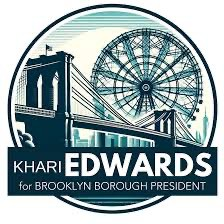 KHARI EDWARDS
for BROOKLYN BOROUGH PRESIDENT